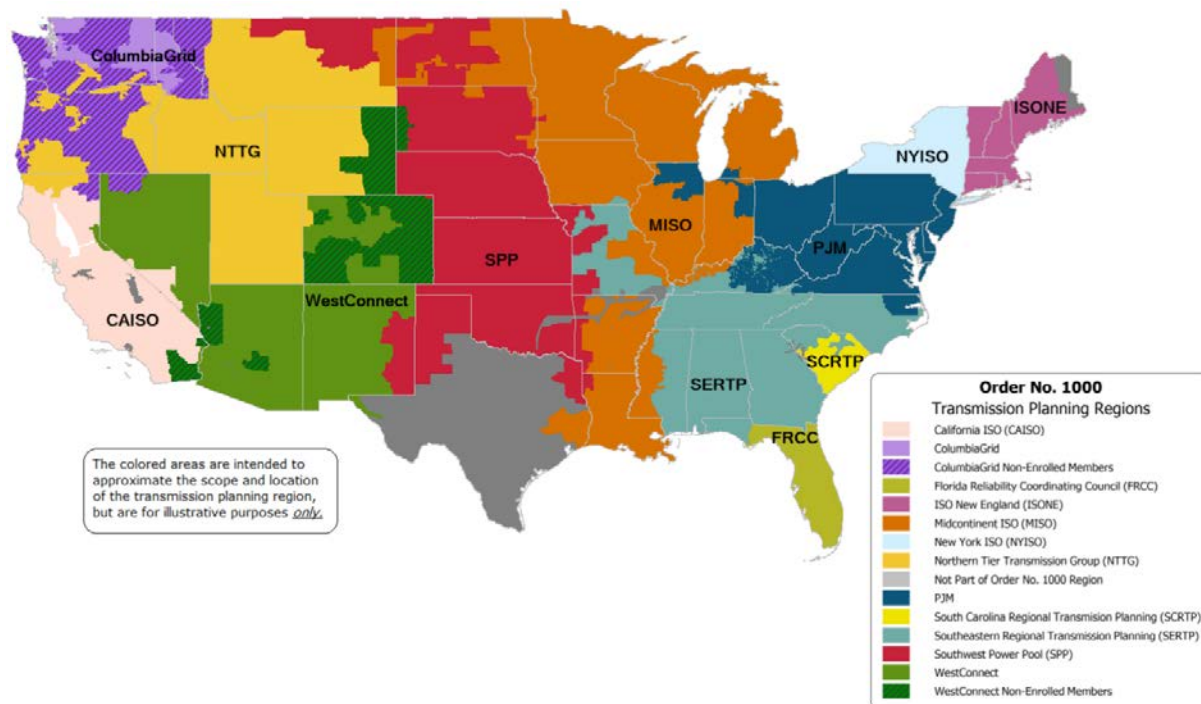 ColumbiaGrid
ISONE
NTTG
NYISO
MISO
PJM
SPP
WestConnect
CAISO
SCRTP
SERTP
FRCC
The colored areas are intended to
approximate the scope and location
of the transmission planning region,
but are for illustrative purposes only.
Order No. 1000
Transmission Planning Regions
California ISO (CAISO)
ColumbiaGrid
ColumbiaGrid Non-Enrolled Members
Florida Reliability Coordinating Council (FRCC)
ISO New England (ISONE)
Midcontinent ISO (MISO)
New York ISO (NYISO)
Northern Tier Transmission Group (NTTG)
Not Part of Order No. 1000 Region
PJM
South Carolina Regional Transmision Planning (SCRTP)
Southeastern Regional Transmission Planning (SERTP)
Southwest Power Pool (SPP)
WestConnect
WestConnect Non-Enrolled Members